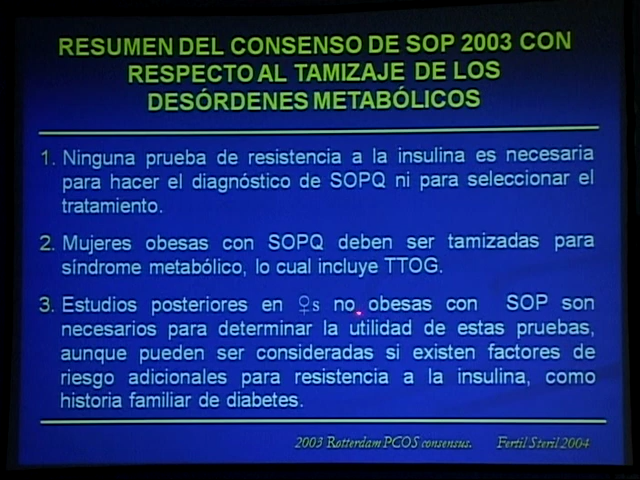 RESUMEN DEL CONSENSO DE SOP 2003 CON
RESPECTO AL TAMIZAJE DE LOS
DESÓRDENES METABÓLICOS
1. Ninguna prueba de resistencia a la insulina es necesaria
para hacer el diagnóstico de SOPQ ni para seleccionar el
tratamiento.
2. Mujeres obesas con SOPQ deben ser tamizadas para
síndrome metabólico, lo cual incluye TTOG.
3. Estudios posteriores en ♀s no obesas con SOP son
necesarios para determinar la utilidad de estas pruebas,
aunque pueden ser consideradas si existen factores de
riesgo adicionales para resistencia a la insulina, como
historia familiar de diabetes.
2003 Rotterdam PCOS consensus. Fertil Steril 2004